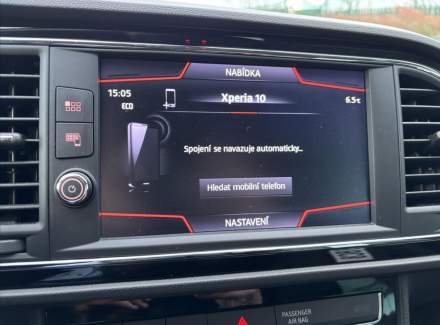 NABÍDKA
15:05
ECO
Xperia 10
6.5°C
Spojení se navazuje automaticky...
Hledat mobilní telefon
NASTAVENÍ
PASSENGER
AIR BAG